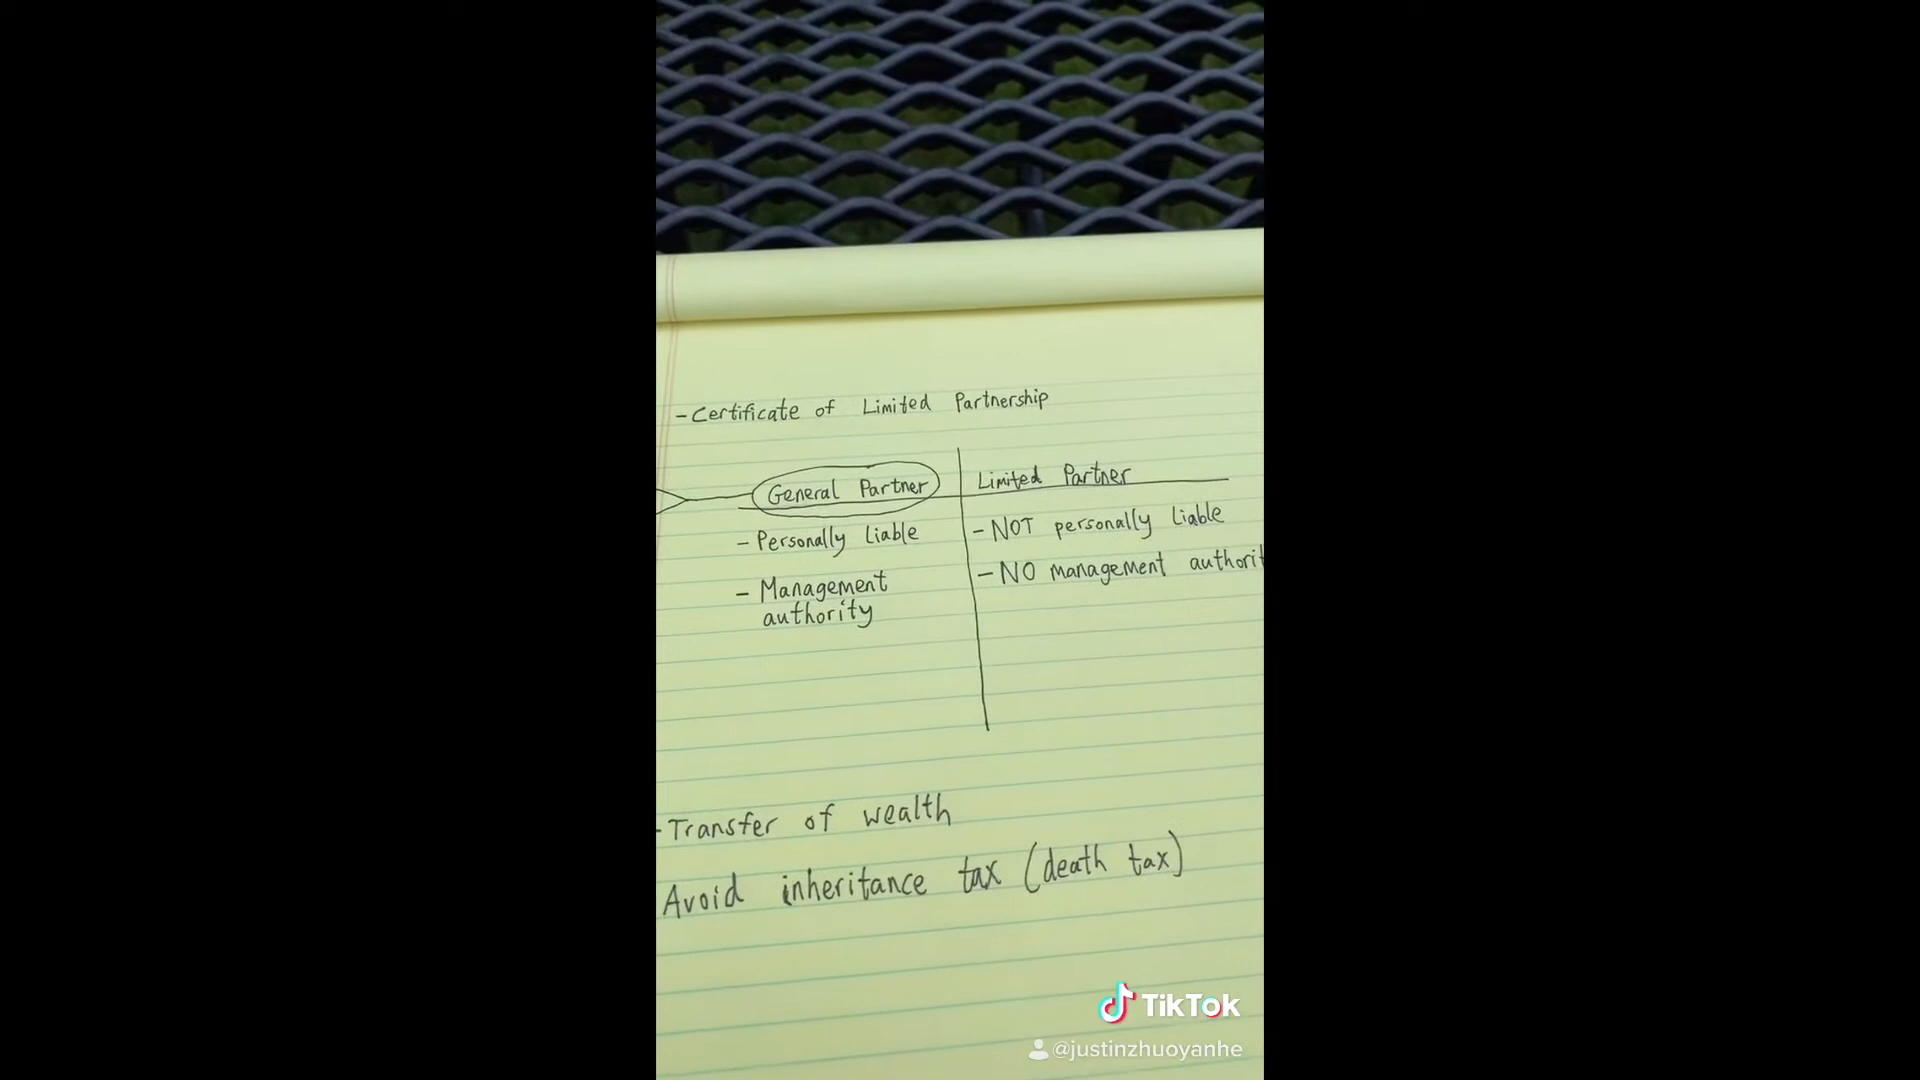 -Certificate of Limited Partnership
General Partner
Limited Partner
- Personally liable
- NOT personally liable
- Management
authority
- NO management authorit
-Transfer of wealth
Avoid inheritance tax (death tax)
TikTok
@justinzhuoyanhe